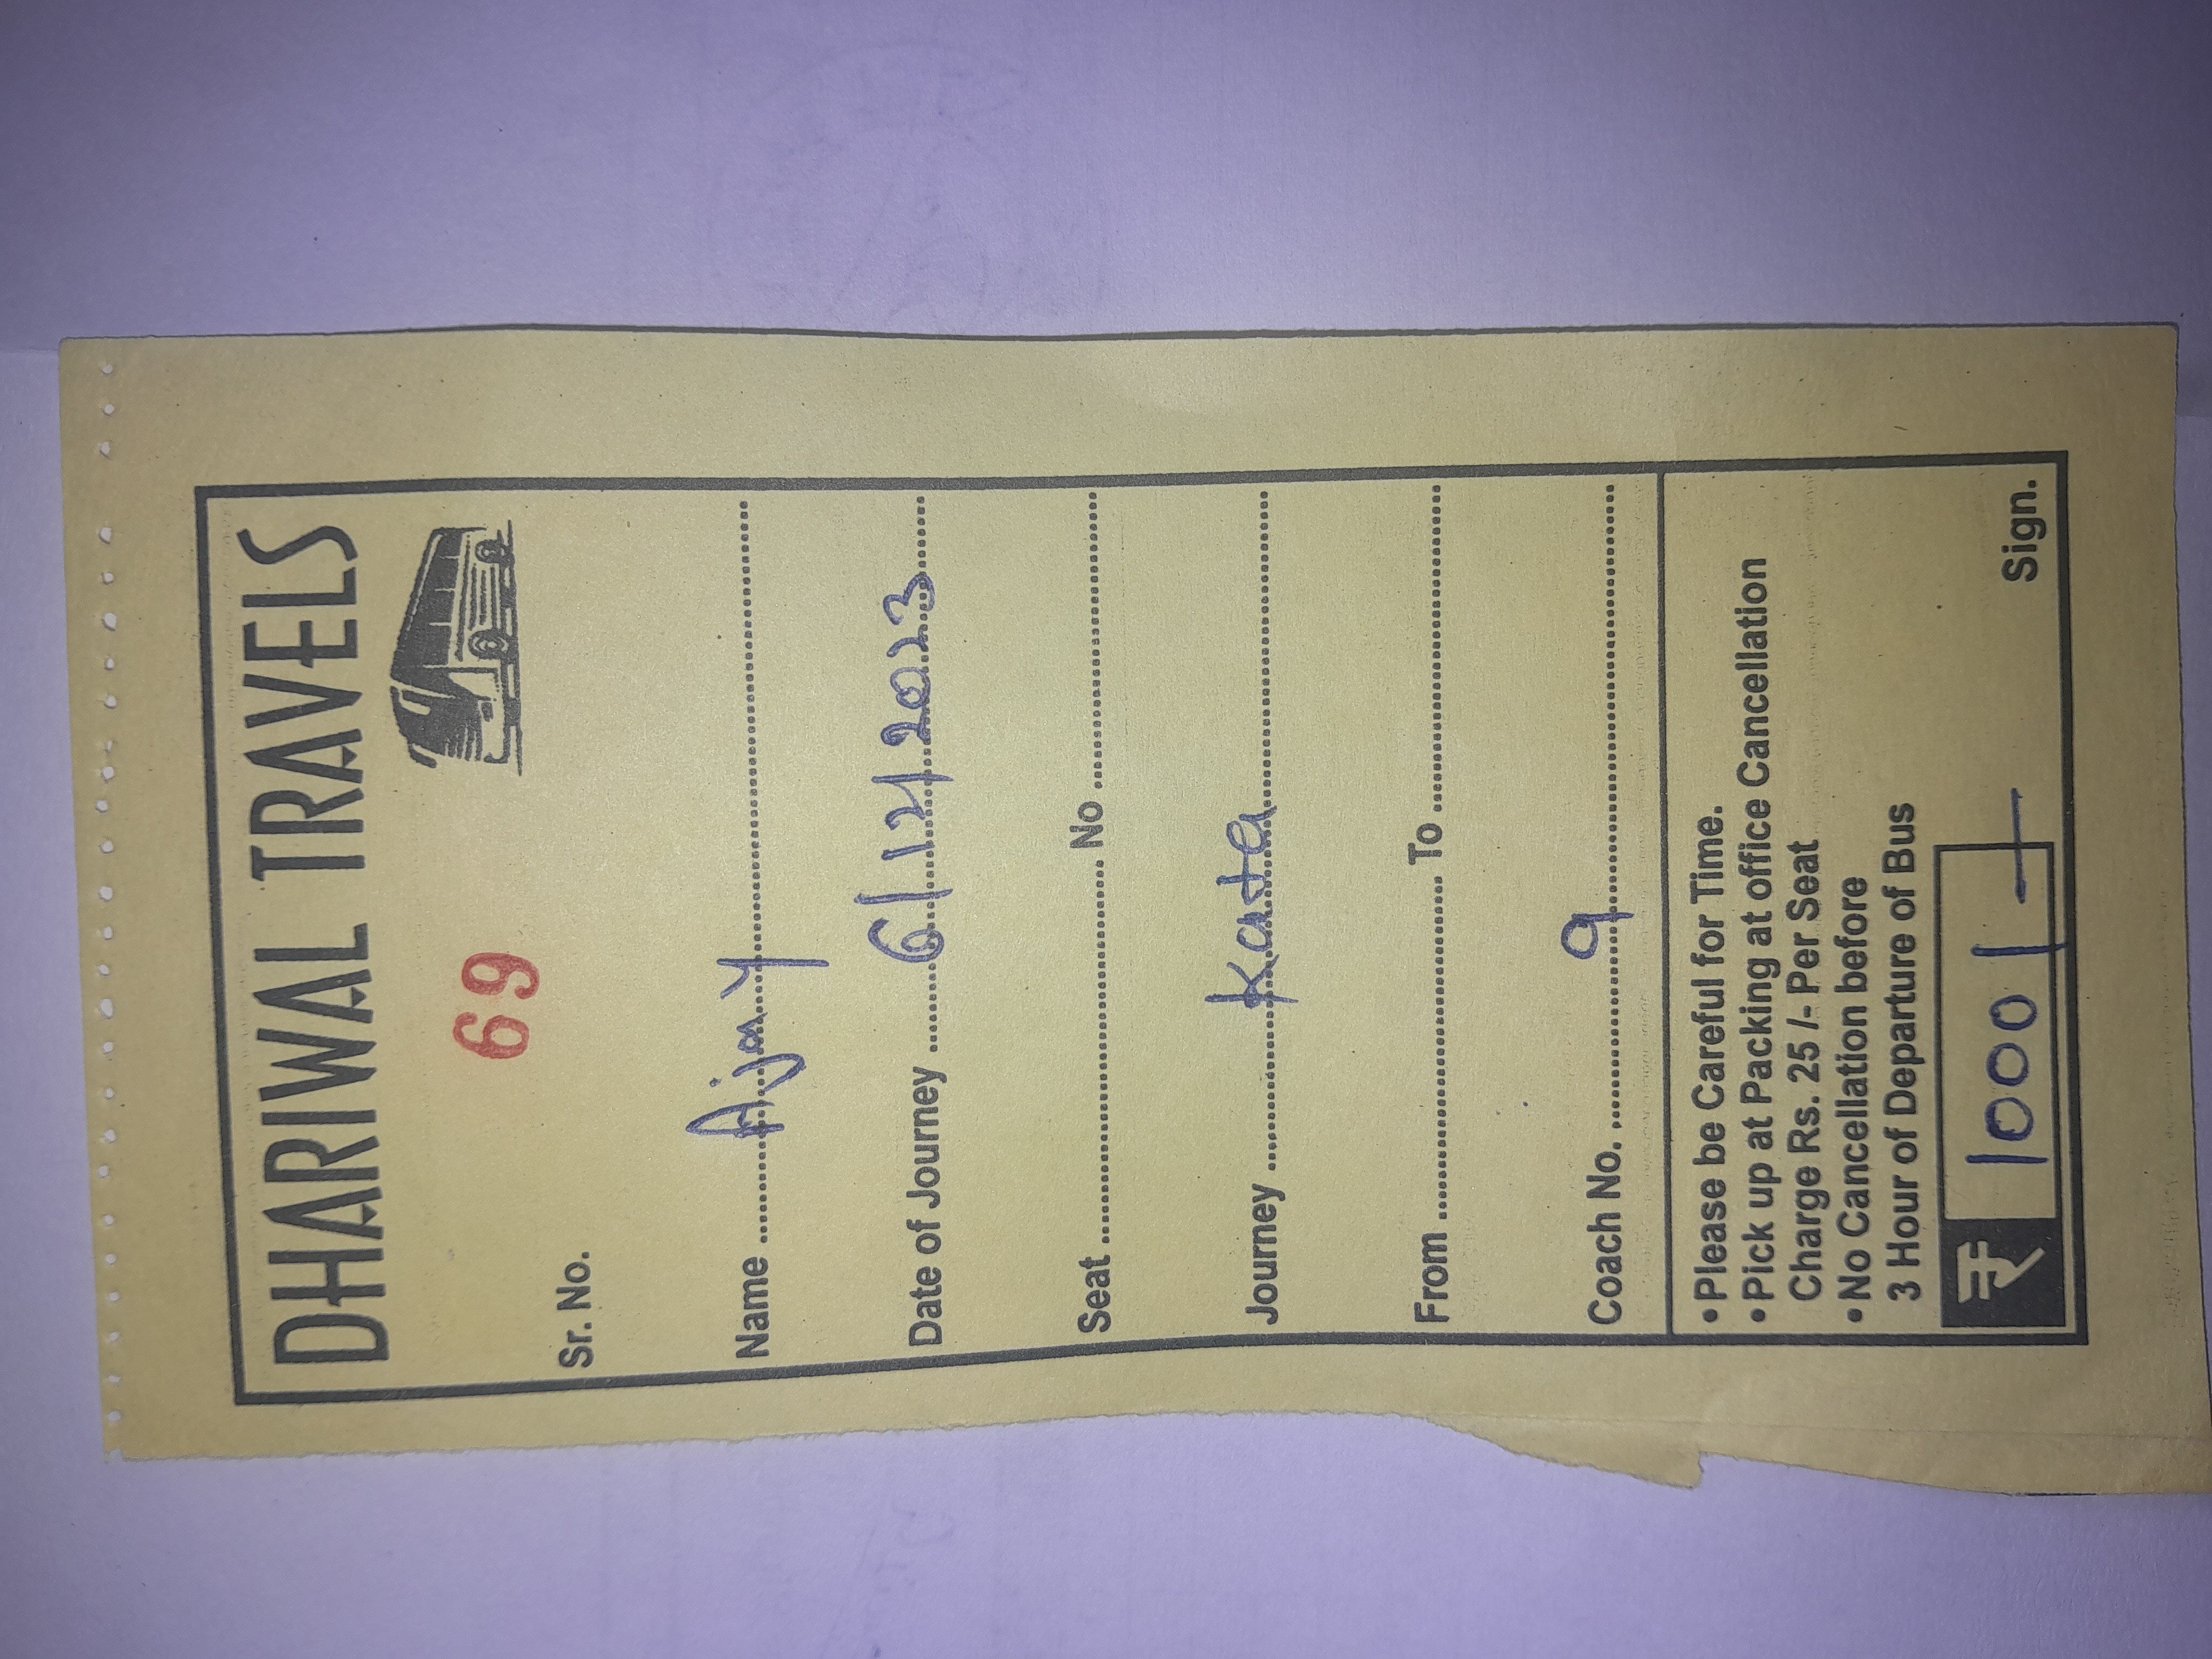 DHARIWAL TRAVELS
69
Sr. No.
Name ..........Ajay..........
Date of Journey ..........6/12/2023..........
Seat.......... No ..........
Journey ..........Kata..........
From .......... To ..........
Coach No. ..........9..........
• Please be Careful for Time.
• Pick up at Packing at office Cancellation
Charge Rs. 25 /- Per Seat
• No Cancellation before
3 Hour of Departure of Bus
₹ 1000/-
Sign.